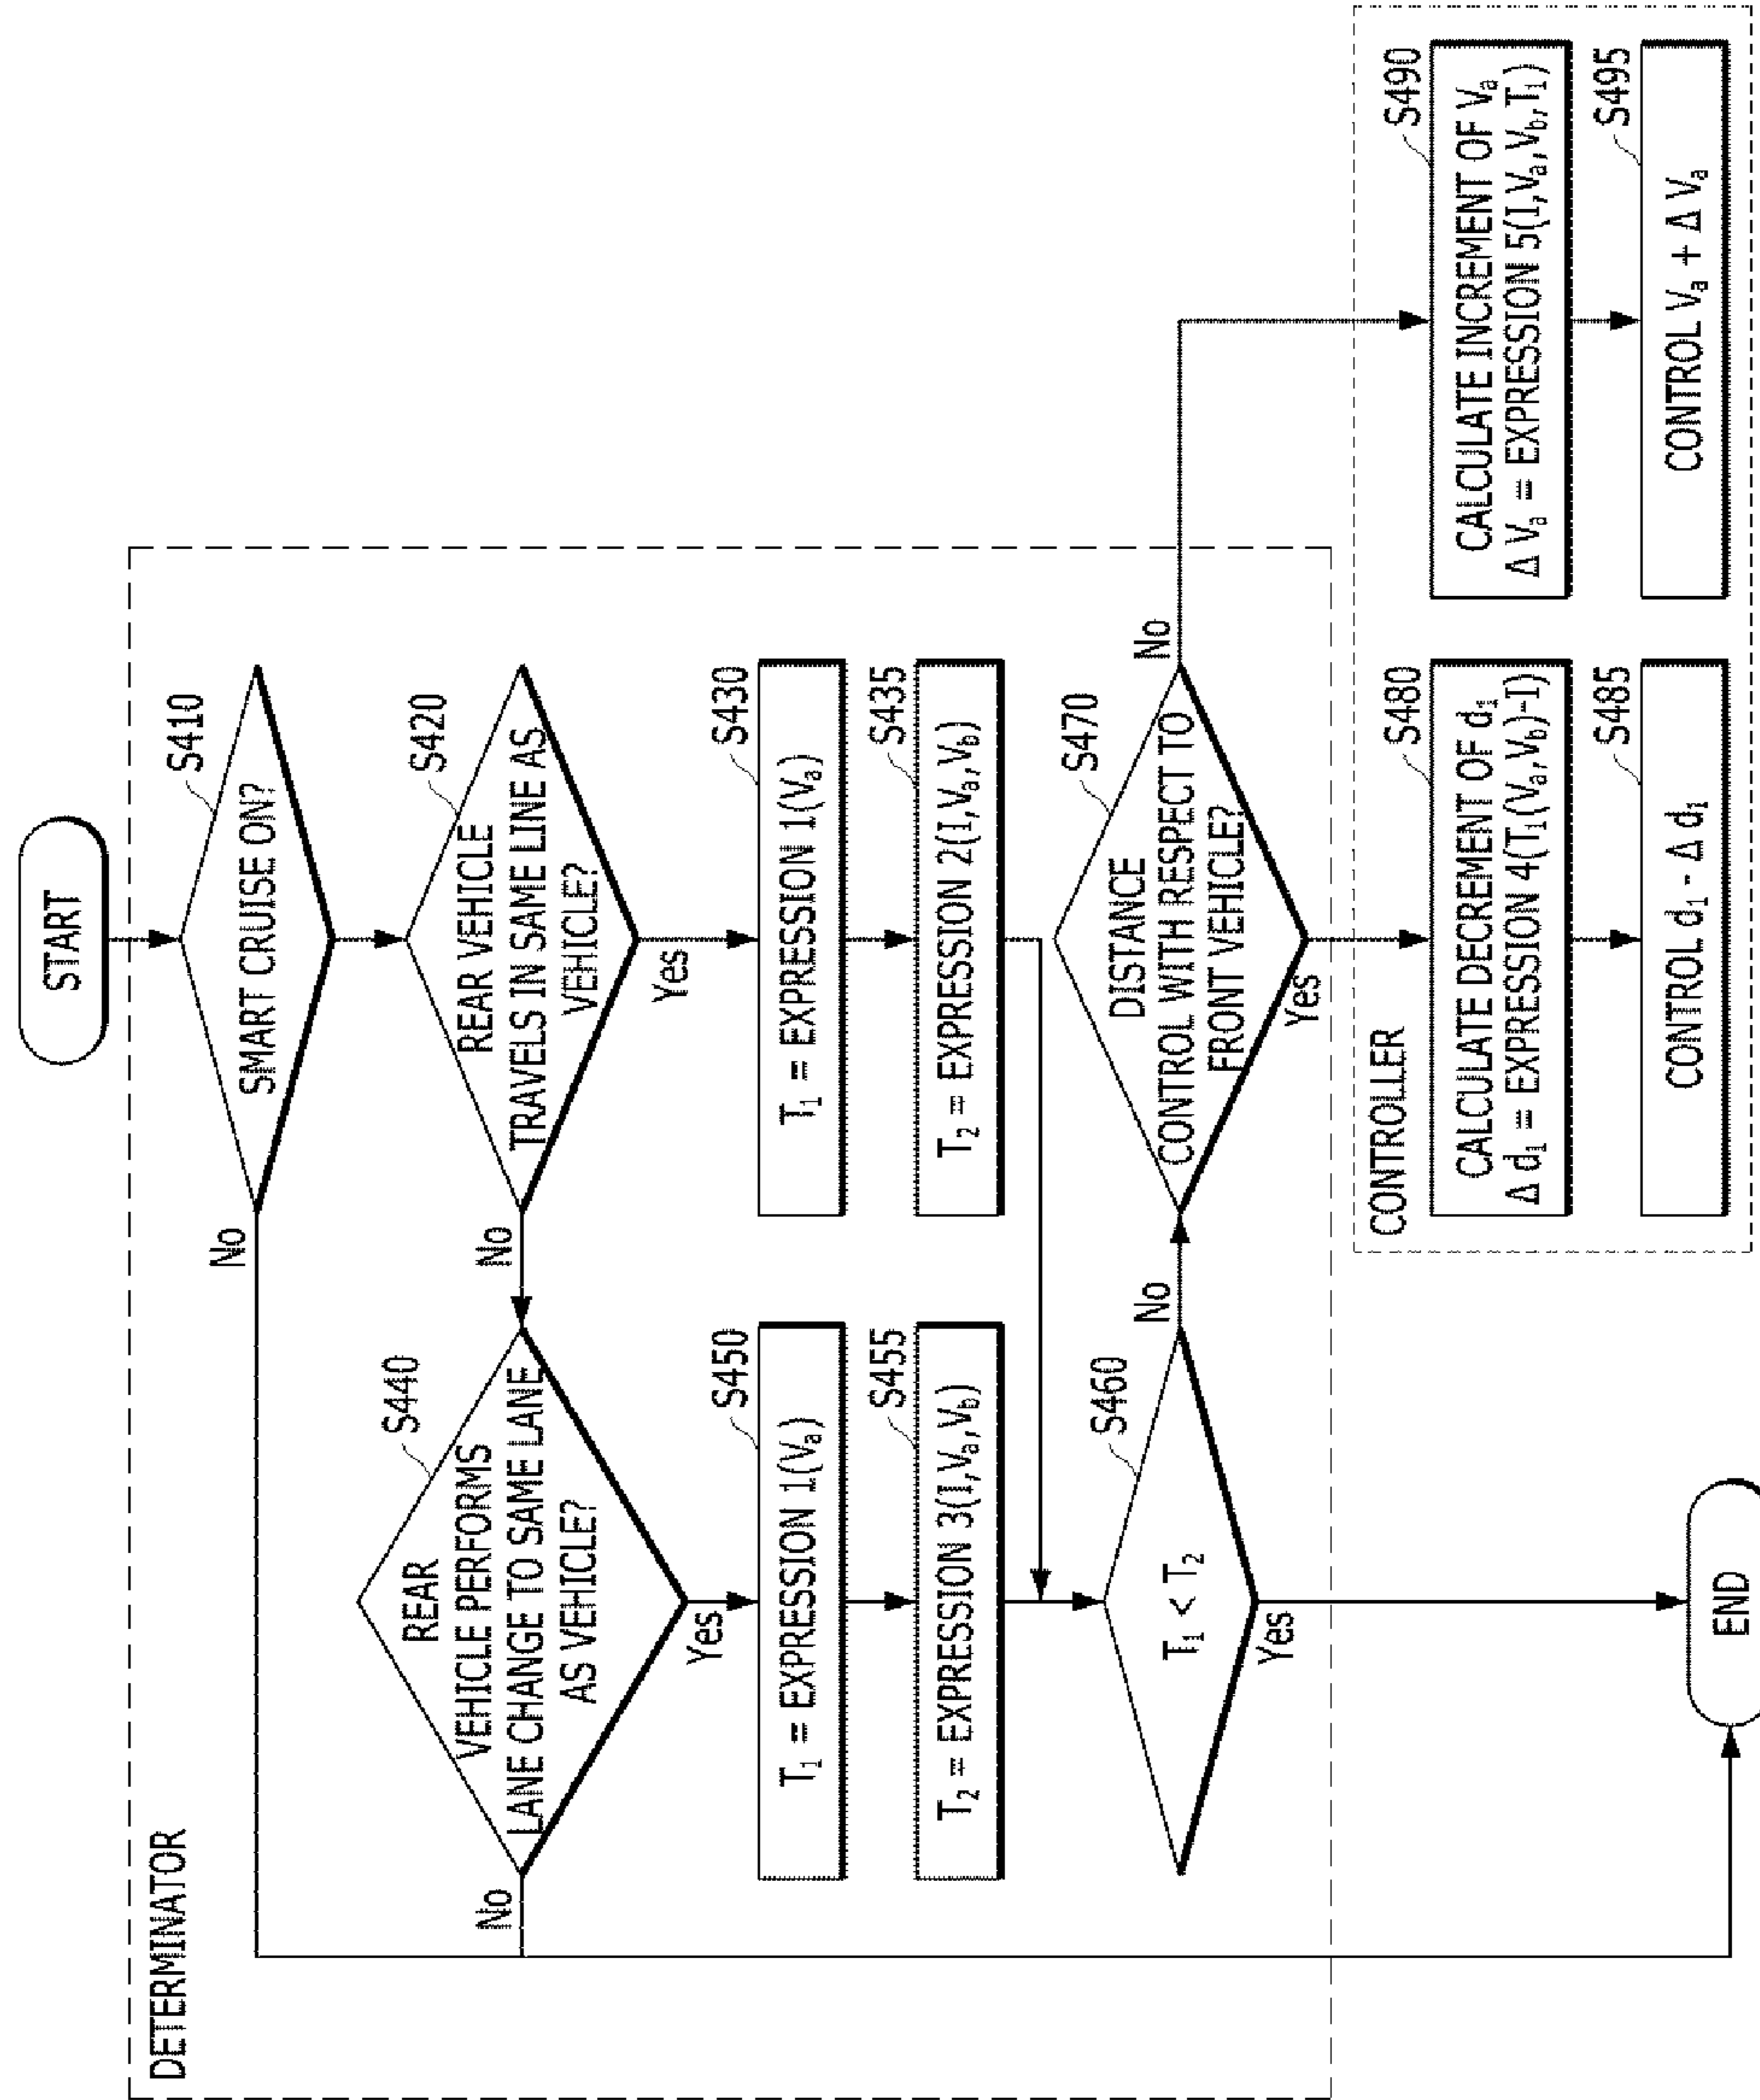 START
DETERMINATOR
S410
SMART CRUISE ON?
No
S420
REAR VEHICLE
TRAVELS IN SAME LINE AS
VEHICLE?
No
Yes
S440
REAR
VEHICLE PERFORMS
LANE CHANGE TO SAME LANE
AS VEHICLE?
No
Yes
S430
T₁ = EXPRESSION 1(Vₐ)
S435
T₂ = EXPRESSION 2(I,Vₐ,V_b)
S450
T₁ = EXPRESSION 1(Vₐ)
S455
T₂ = EXPRESSION 3(I,Vₐ,V_b)
S460
T₁ < T₂
No
Yes
S470
DISTANCE
CONTROL WITH RESPECT TO
FRONT VEHICLE?
No
Yes
CONTROLLER
S480
CALCULATE DECREMENT OF d₁
Δ d₁ = EXPRESSION 4(T₁(Vₐ,V_b)-I)
S485
CONTROL d₁ - Δ d₁
S490
CALCULATE INCREMENT OF Vₐ
Δ Vₐ = EXPRESSION 5(I,Vₐ,V_b,T₁)
S495
CONTROL Vₐ + Δ Vₐ
END